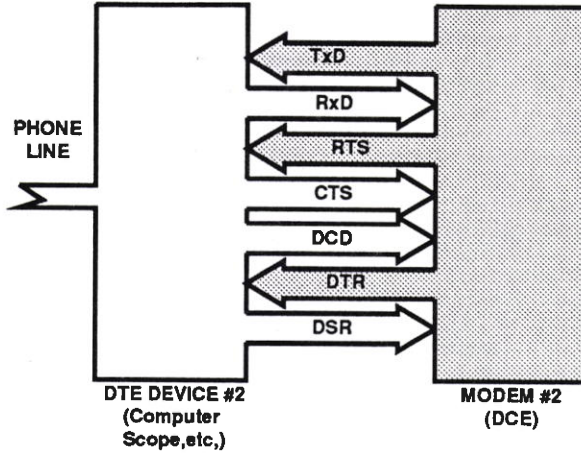 TxD
RxD
PHONE
LINE
RTS
CTS
DCD
DTR
DSR
DTE DEVICE #2
(Computer
Scope,etc,)
MODEM #2
(DCE)